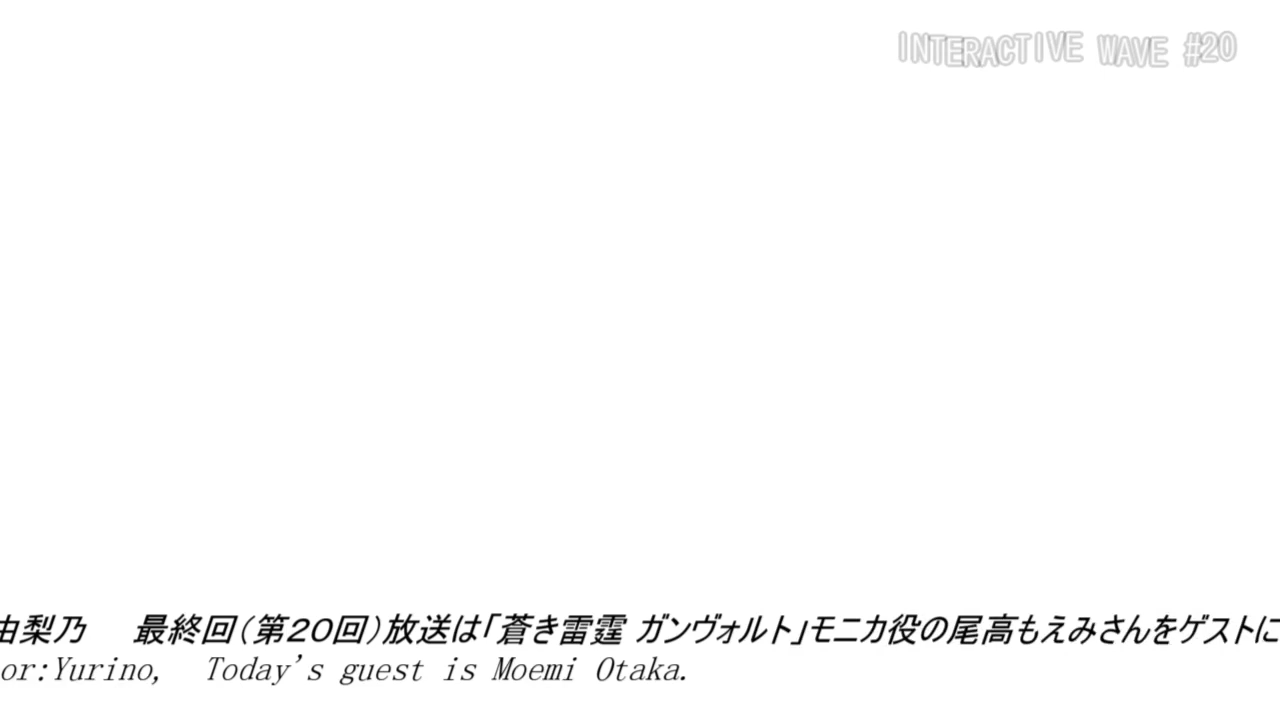 INTERACTIVE WAVE #20
由梨乃　最終回（第２０回）放送は「蒼き雷霆 ガンヴォルト」モニカ役の尾高もえみさんをゲストに
or:Yurino, Today's guest is Moemi Otaka.